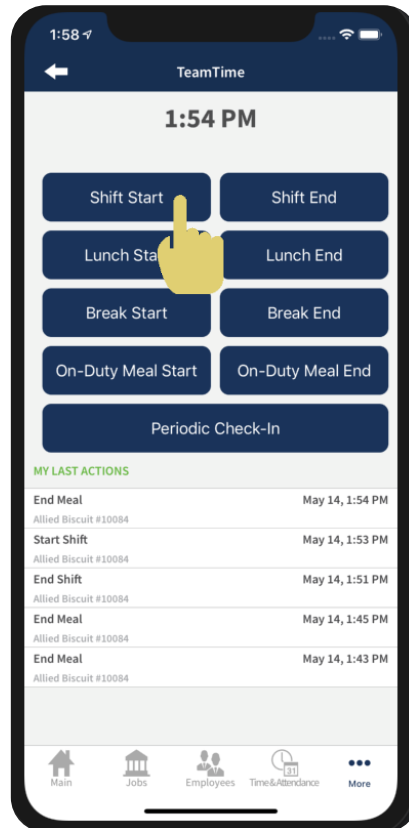 1:58
TeamTime
1:54 PM
Shift Start Shift End
Lunch Sta Lunch End
Break Start Break End
On-Duty Meal Start On-Duty Meal End
Periodic Check-In
MY LAST ACTIONS
End Meal May 14, 1:54 PM
Allied Biscuit #10084
Start Shift May 14, 1:53 PM
Allied Biscuit #10084
End Shift May 14, 1:51 PM
Allied Biscuit #10084
End Meal May 14, 1:45 PM
Allied Biscuit #10084
End Meal May 14, 1:43 PM
Allied Biscuit #10084
31
Main Jobs Employees Time&Attendance More